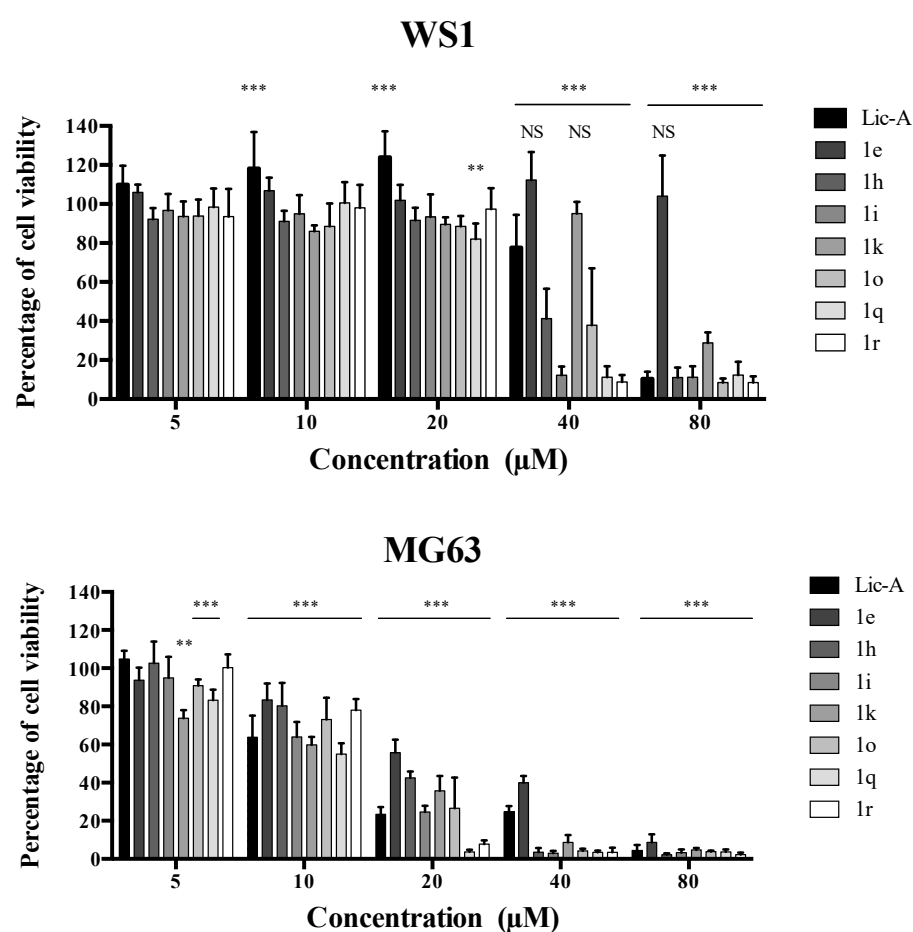 WS1
*** *** *** ***
NS NS NS
**
Percentage of cell viability
140
120
100
80
60
40
20
0
5 10 20 40 80
Concentration (µM)
Lic-A
1e
1h
1i
1k
1o
1q
1r
MG63
*** *** *** *** ***
**
Percentage of cell viability
140
120
100
80
60
40
20
0
5 10 20 40 80
Concentration (µM)
Lic-A
1e
1h
1i
1k
1o
1q
1r